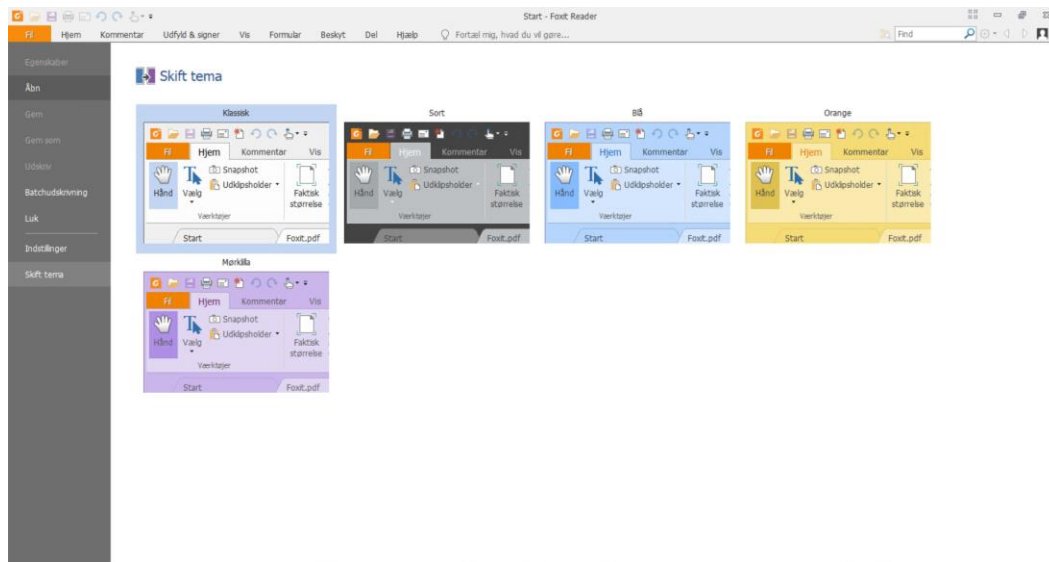 Start - Foxit Reader
Fil Hjem Kommentar Udfyld & signer Vis Formular Beskyt Del Hjælp Fortæl mig, hvad du vil gøre... Find
Egenskaber
Åbn
Gem
Gem som
Udskriv
Batchudskrivning
Luk
Indstillinger
Skift tema
Skift tema
Klassisk
Fil Hjem Kommentar Vis
Hånd Vælg Snapshot
Udklipsholder
Faktisk
størrelse
Værktøjer
Start Foxit.pdf
Sort
Fil Hjem Kommentar Vis
Hånd Vælg Snapshot
Udklipsholder
Faktisk
størrelse
Værktøjer
Start Foxit.pdf
Blå
Fil Hjem Kommentar Vis
Hånd Vælg Snapshot
Udklipsholder
Faktisk
størrelse
Værktøjer
Start Foxit.pdf
Orange
Fil Hjem Kommentar Vis
Hånd Vælg Snapshot
Udklipsholder
Faktisk
størrelse
Værktøjer
Start Foxit.pdf
Mørklilla
Fil Hjem Kommentar Vis
Hånd Vælg Snapshot
Udklipsholder
Faktisk
størrelse
Værktøjer
Start Foxit.pdf